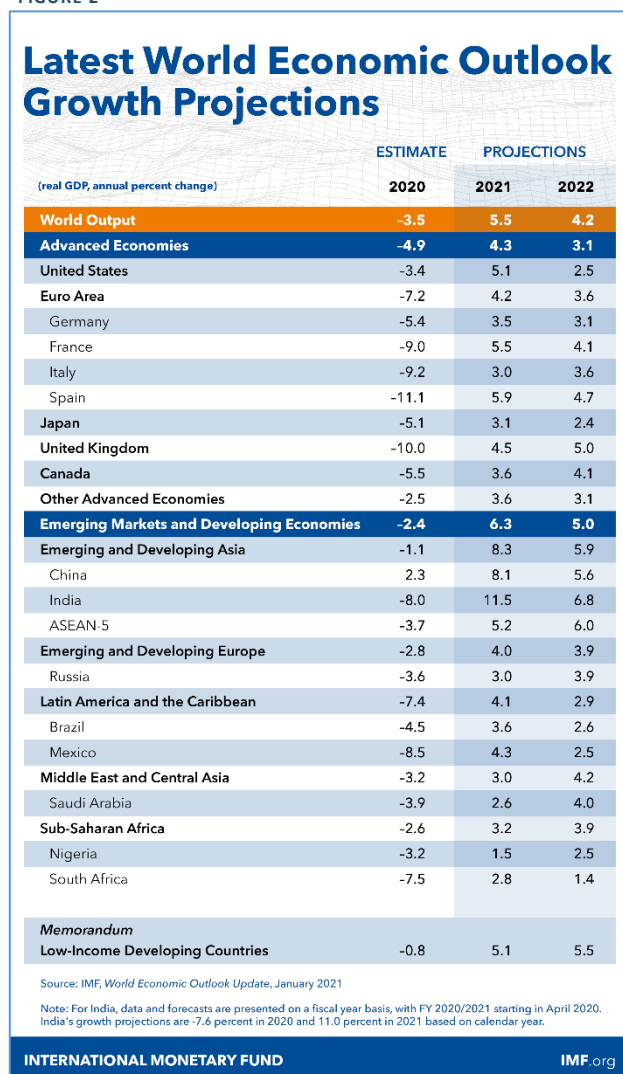 FIGURE 2
Latest World Economic Outlook
Growth Projections
ESTIMATE PROJECTIONS
(real GDP, annual percent change) 2020 2021 2022
World Output –3.5 5.5 4.2
Advanced Economies –4.9 4.3 3.1
United States –3.4 5.1 2.5
Euro Area –7.2 4.2 3.6
Germany –5.4 3.5 3.1
France –9.0 5.5 4.1
Italy –9.2 3.0 3.6
Spain –11.1 5.9 4.7
Japan –5.1 3.1 2.4
United Kingdom –10.0 4.5 5.0
Canada –5.5 3.6 4.1
Other Advanced Economies –2.5 3.6 3.1
Emerging Markets and Developing Economies –2.4 6.3 5.0
Emerging and Developing Asia –1.1 8.3 5.9
China 2.3 8.1 5.6
India –8.0 11.5 6.8
ASEAN-5 –3.7 5.2 6.0
Emerging and Developing Europe –2.8 4.0 3.9
Russia –3.6 3.0 3.9
Latin America and the Caribbean –7.4 4.1 2.9
Brazil –4.5 3.6 2.6
Mexico –8.5 4.3 2.5
Middle East and Central Asia –3.2 3.0 4.2
Saudi Arabia –3.9 2.6 4.0
Sub-Saharan Africa –2.6 3.2 3.9
Nigeria –3.2 1.5 2.5
South Africa –7.5 2.8 1.4
Memorandum
Low-Income Developing Countries –0.8 5.1 5.5
Source: IMF, World Economic Outlook Update, January 2021
Note: For India, data and forecasts are presented on a fiscal year basis, with FY 2020/2021 starting in April 2020.
India's growth projections are -7.6 percent in 2020 and 11.0 percent in 2021 based on calendar year.
INTERNATIONAL MONETARY FUND IMF.org